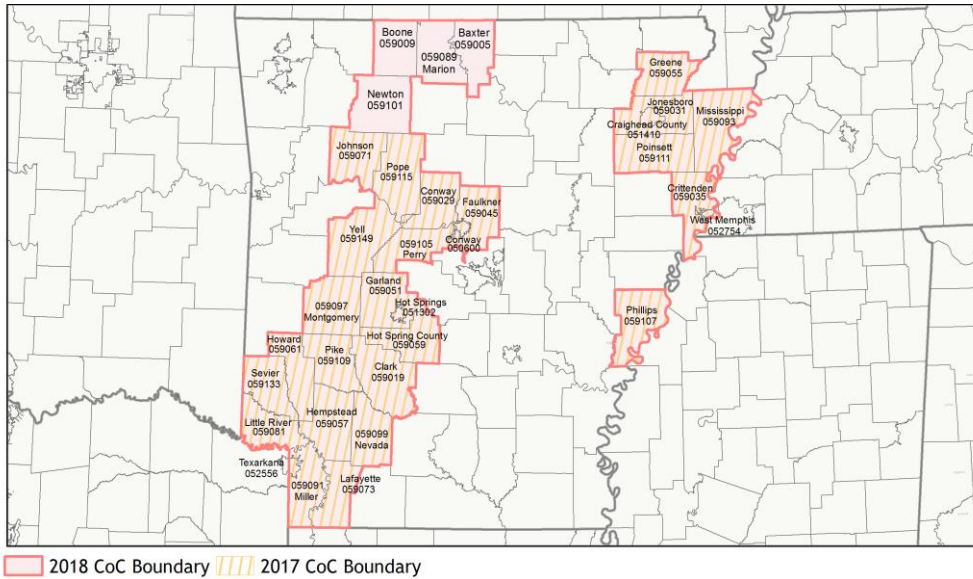 Boone
059009
Baxter
059005
059089
Marion
Newton
059101
Greene
059055
Jonesboro
059031
Mississippi
059093
Craighead County
051410
Poinsett
059111
Johnson
059071
Pope
059115
Conway
059029
Faulkner
059045
Crittenden
059035
West Memphis
052754
Yell
059149
059105
Perry
Conway
050600
Garland
059051
Hot Springs
051302
059097
Montgomery
Phillips
059107
Howard
059061
Hot Spring County
059059
Pike
059109
Sevier
059133
Clark
059019
Hempstead
059057
Little River
059081
059099
Nevada
Texarkana
052556
059091
Miller
Lafayette
059073
2018 CoC Boundary 2017 CoC Boundary